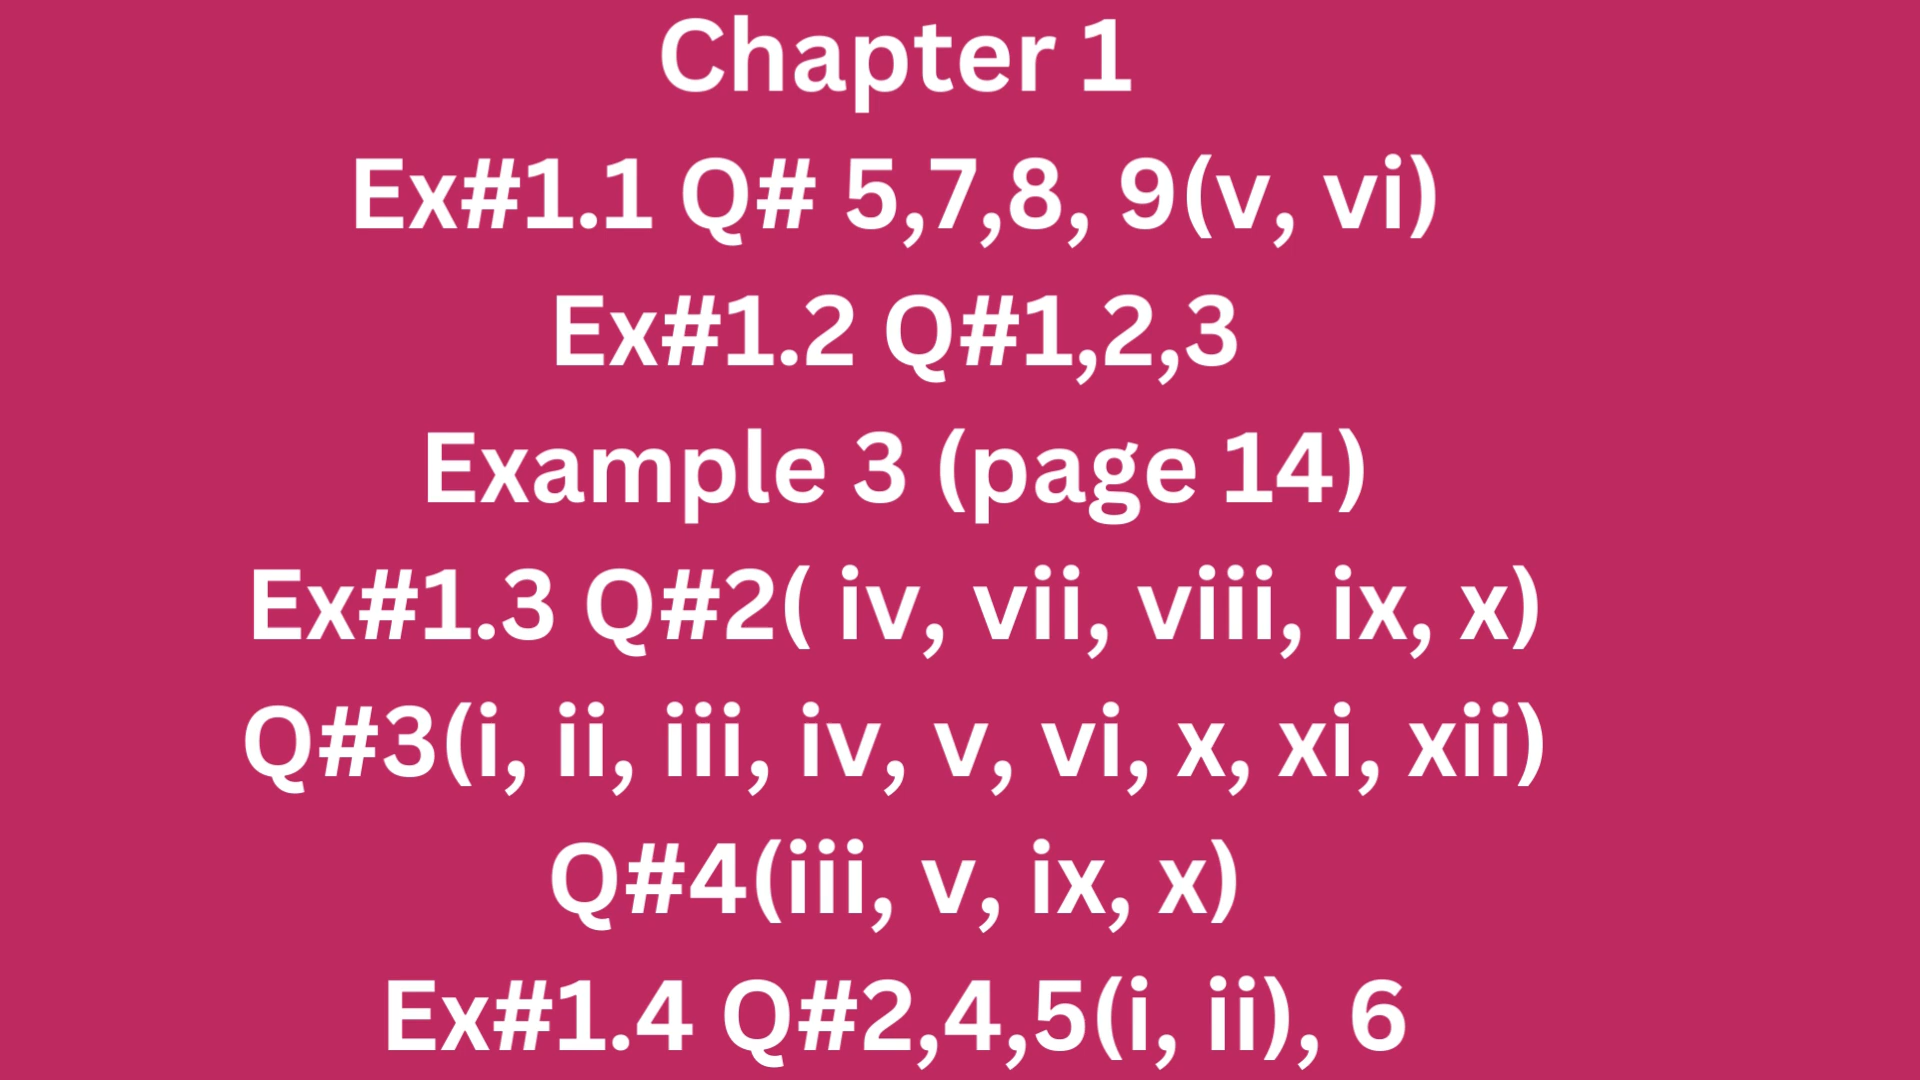 Chapter 1
Ex#1.1 Q# 5,7,8, 9(v, vi)
Ex#1.2 Q#1,2,3
Example 3 (page 14)
Ex#1.3 Q#2( iv, vii, viii, ix, x)
Q#3(i, ii, iii, iv, v, vi, x, xi, xii)
Q#4(iii, v, ix, x)
Ex#1.4 Q#2,4,5(i, ii), 6